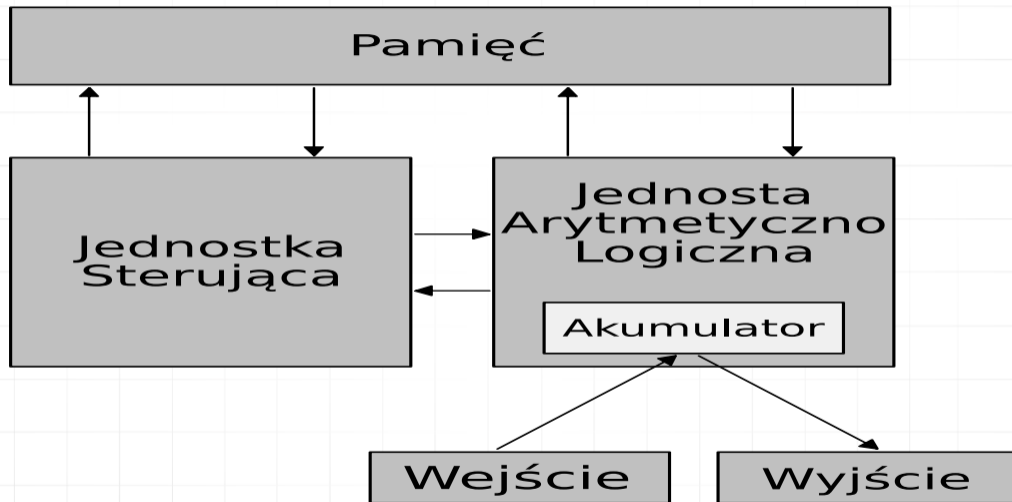 Pamięć
Jednostka
Sterująca
Jednosta
Arytmetyczno
Logiczna
Akumulator
Wejście
Wyjście